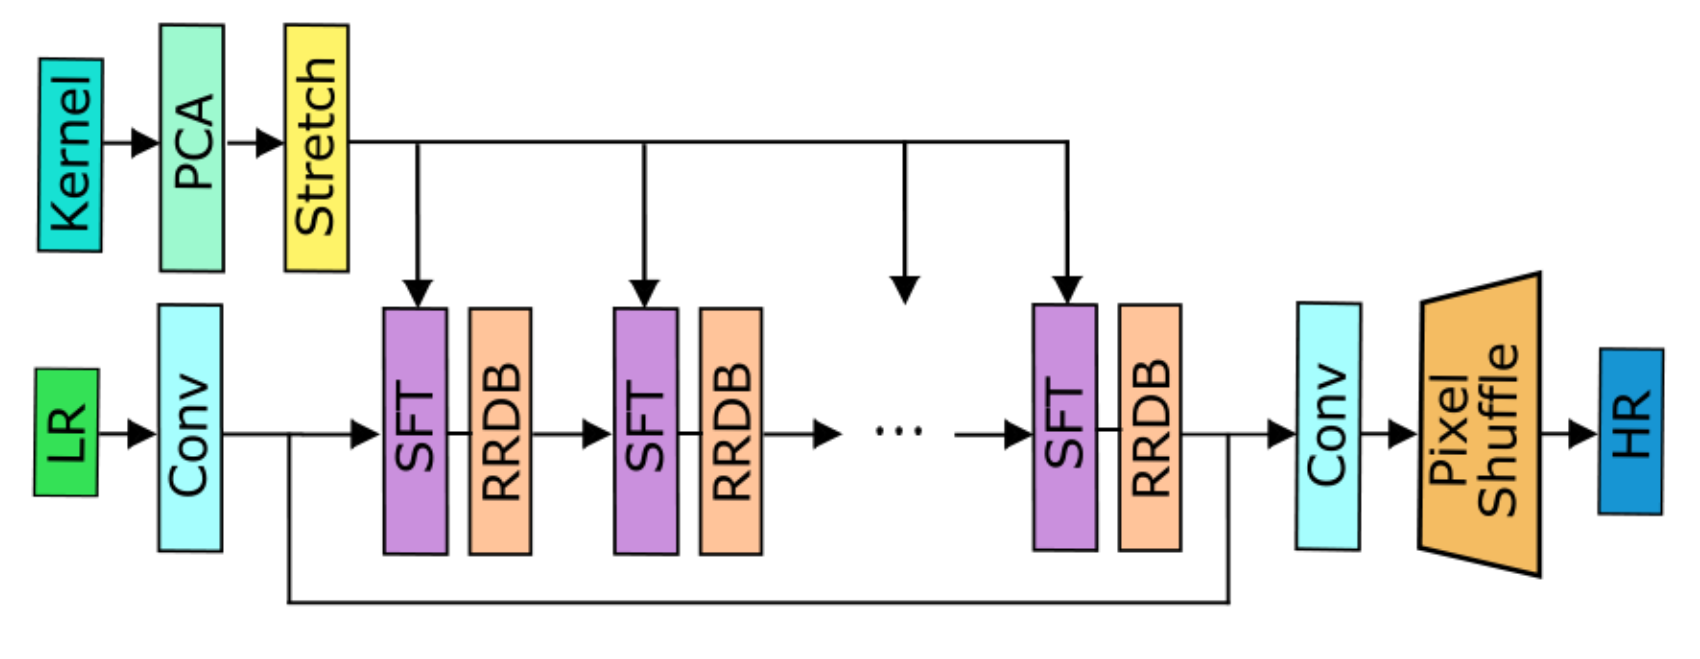 Kernel
PCA
Stretch
LR
Conv
SFT
RRDB
SFT
RRDB
...
SFT
RRDB
Conv
Pixel
Shuffle
HR